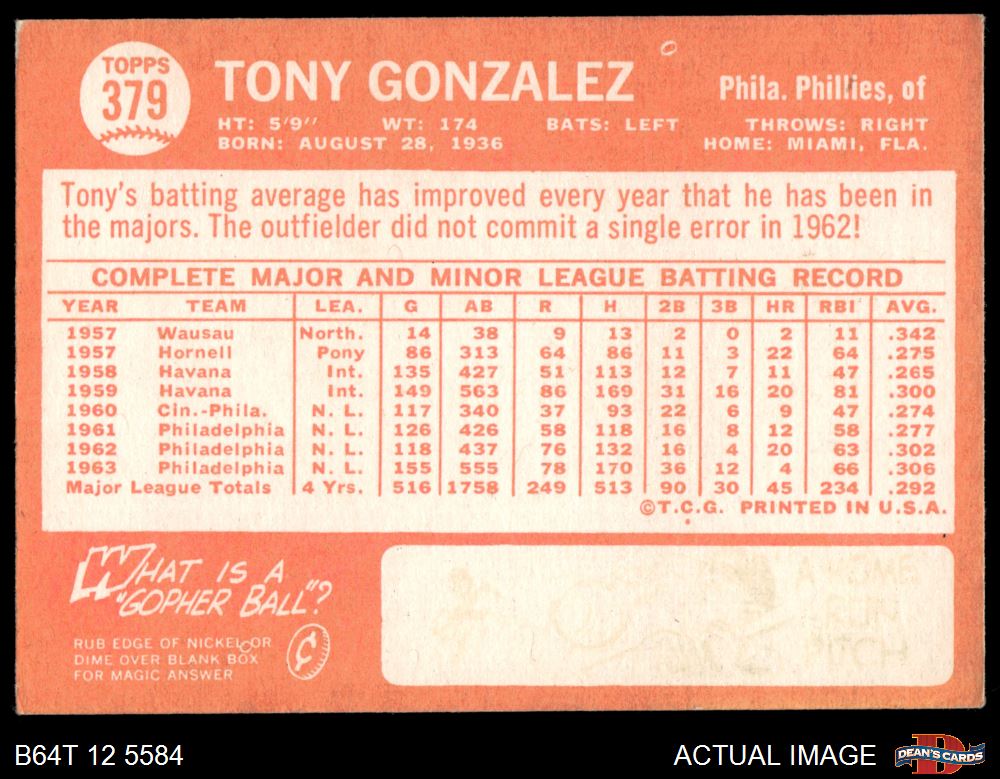 TOPPS
379
TONY GONZALEZ
Phila. Phillies, of
HT: 5'9" WT: 174 BATS: LEFT THROWS: RIGHT
BORN: AUGUST 28, 1936 HOME: MIAMI, FLA.
Tony's batting average has improved every year that he has been in
the majors. The outfielder did not commit a single error in 1962!
COMPLETE MAJOR AND MINOR LEAGUE BATTING RECORD
YEAR TEAM LEA. G AB R H 2B 3B HR RBI AVG.
1957 Wausau North. 14 38 9 13 2 0 2 11 .342
1957 Hornell Pony 86 313 64 86 11 3 22 64 .275
1958 Havana Int. 135 427 51 113 12 7 11 47 .265
1959 Havana Int. 149 563 86 169 31 16 20 81 .300
1960 Cin.-Phila. N. L. 117 340 37 93 22 6 9 47 .274
1961 Philadelphia N. L. 126 426 58 118 16 8 12 58 .277
1962 Philadelphia N. L. 118 437 76 132 16 4 20 63 .302
1963 Philadelphia N. L. 155 555 78 170 36 12 4 66 .306
Major League Totals 4 Yrs. 516 1758 249 513 90 30 45 234 .292
©T.C.G. PRINTED IN U.S.A.
WHAT IS A
"GOPHER BALL"?
RUB EDGE OF NICKEL OR
DIME OVER BLANK BOX
FOR MAGIC ANSWER
¢
B64T 12 5584
ACTUAL IMAGE
DEAN'S CARDS